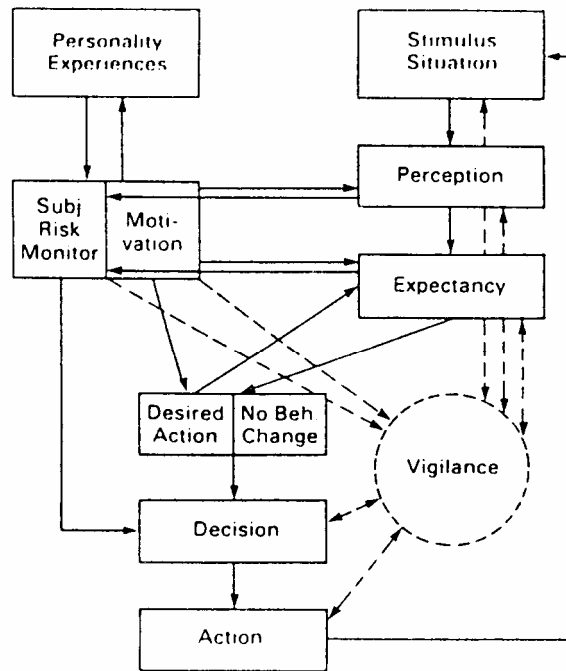 Personality
Experiences
Stimulus
Situation
Perception
Subj
Risk
Monitor
Moti-
vation
Expectancy
Desired
Action
No Beh.
Change
Vigilance
Decision
Action